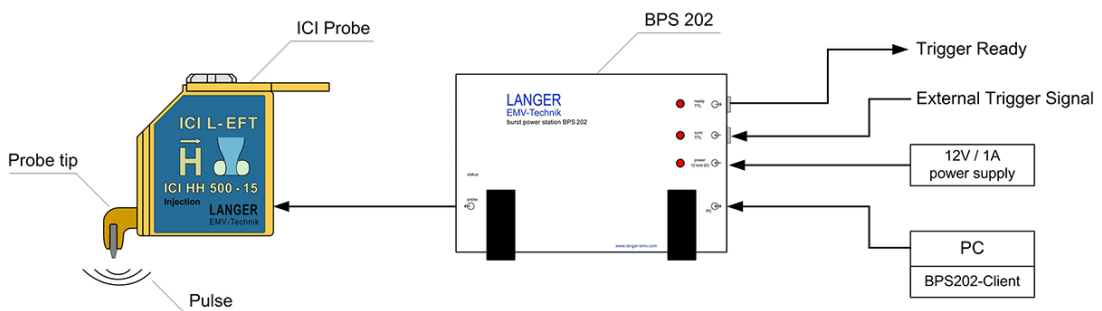 ICI Probe
BPS 202
Trigger Ready
External Trigger Signal
12V / 1A
power supply
PC
BPS202-Client
Probe tip
Pulse
ICI L-EFT
H
ICI HH 500 - 15
Injection
LANGER
EMV-Technik
LANGER
EMV-Technik
burst power station BPS202
ready
TTL
sync
TTL
power
12 Volt DC
status
probe
PC
www.langer-emv.com